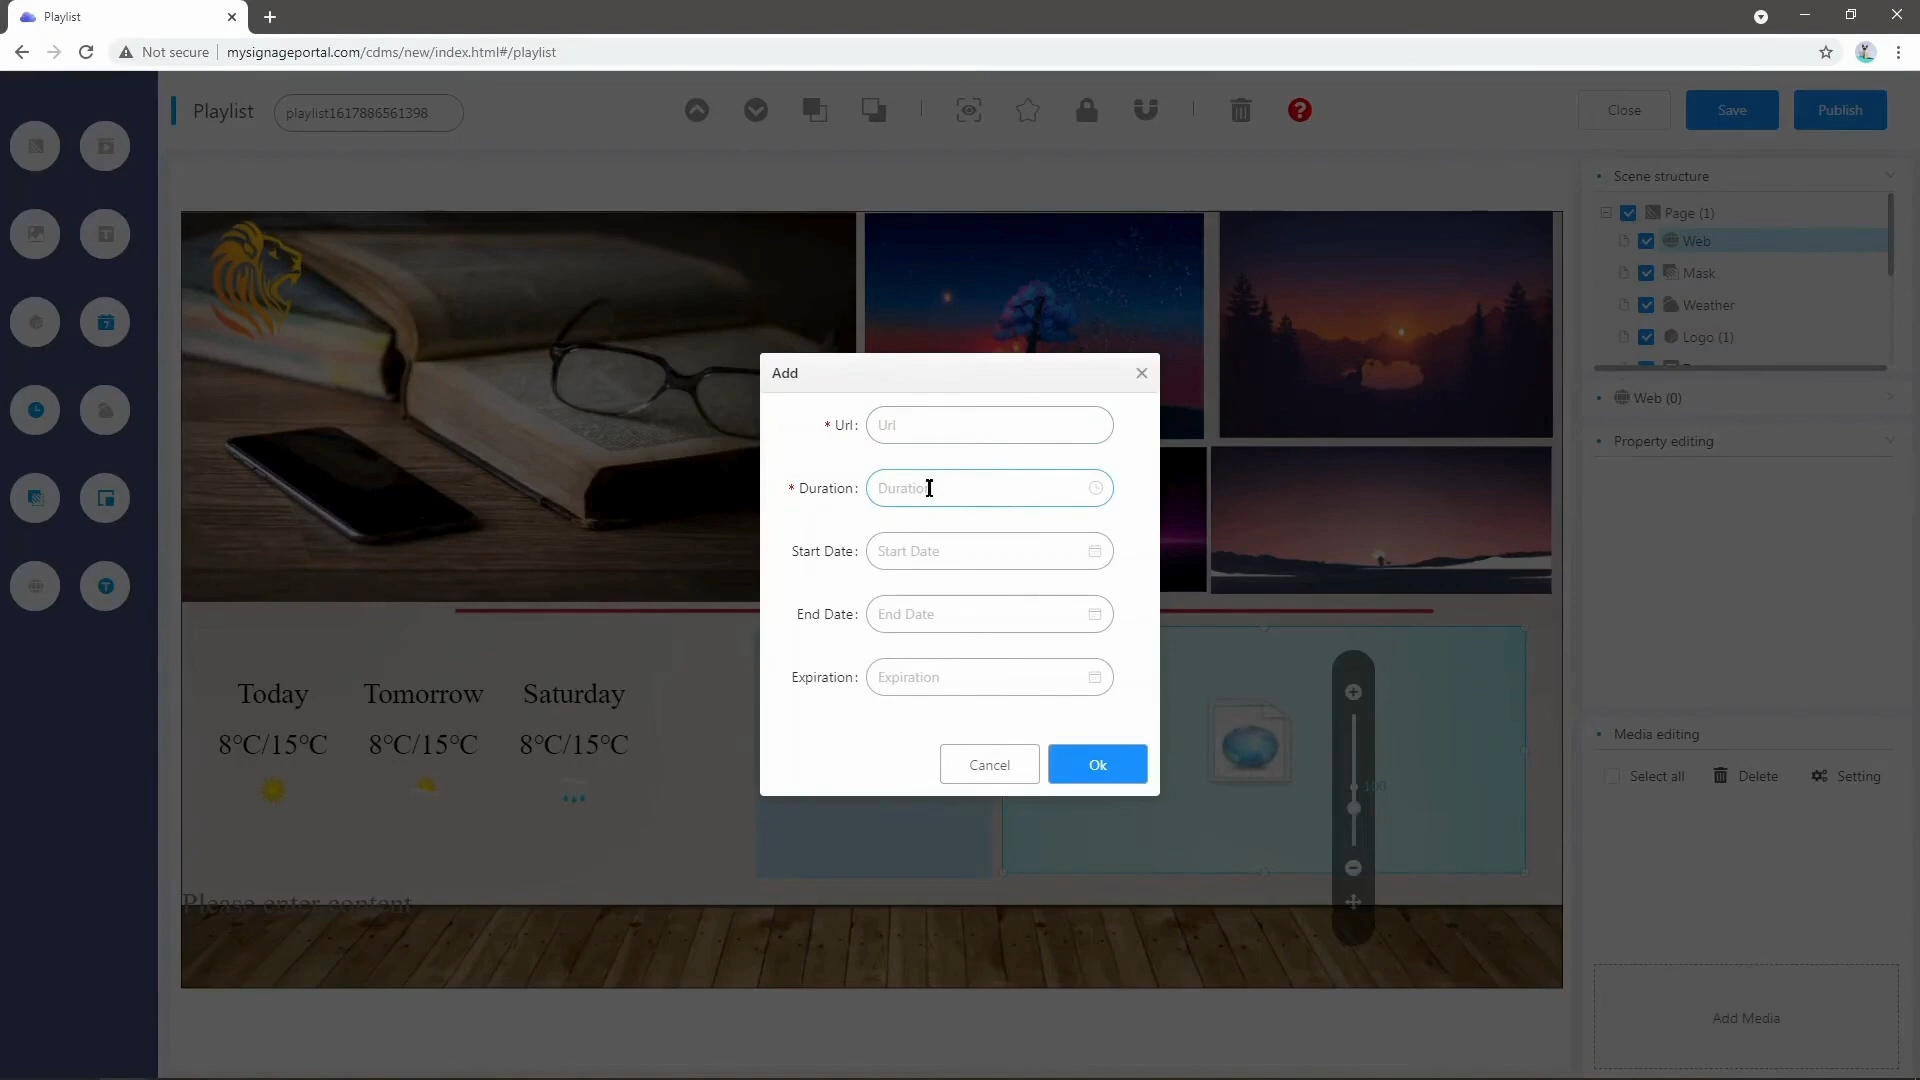 Playlist
Not secure
mysignageportal.com/cdms/new/index.html#/playlist
Playlist
playlist1617886561398
?
Close
Save
Publish
Scene structure
Page (1)
Web
Mask
Weather
Logo (1)
Web (0)
Property editing
Add
* Url:
Url
* Duration:
Duration
Start Date:
Start Date
End Date:
End Date
Expiration:
Expiration
Cancel
Ok
Today
Tomorrow
Saturday
8°C/15°C
8°C/15°C
8°C/15°C
100
Please enter content
Media editing
Select all
Delete
Setting
Add Media
T
7
T